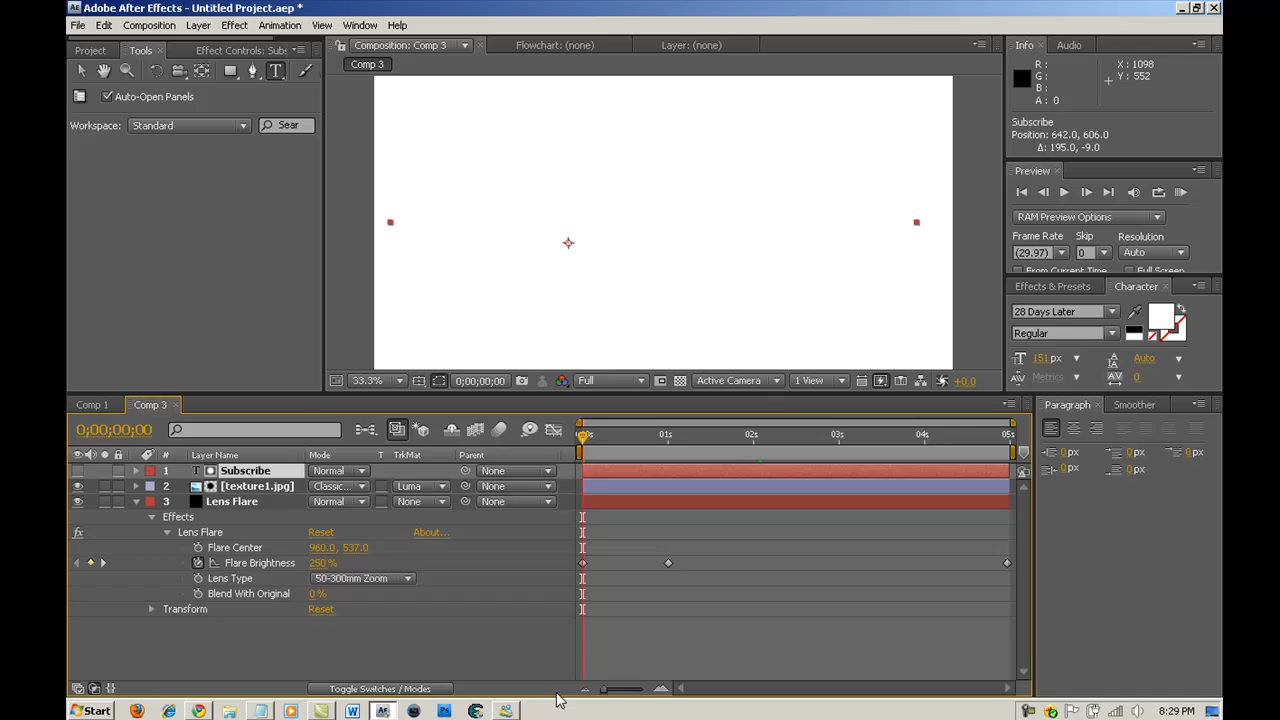 Adobe After Effects - Untitled Project.aep *
File Edit Composition Layer Effect Animation View Window Help
Project Tools Effect Controls: Subs
Composition: Comp 3 Flowchart: (none) Layer: (none)
Info Audio
Comp 3
R :
G :
B :
A : 0
X : 1098
Y : 552
Auto-Open Panels
Workspace: Standard Sear
Subscribe
Position: 642.0, 606.0
Δ: 195.0, -9.0
Preview
RAM Preview Options
Frame Rate Skip Resolution
(29.97) 0 Auto
From Current Time Full Screen
Effects & Presets Character
28 Days Later
Regular
T 151 px Auto
Metrics 0
33.3% 0;00;00;00 Full Active Camera 1 View +0.0
Comp 1 Comp 3
Paragraph Smoother
0;00;00;00
01s 02s 03s 04s 05s
# Layer Name Mode T TrkMat Parent
0 px 0 px 0 px
0 px 0 px
1 T Subscribe Normal None
2 [texture1.jpg] Classic... Luma None
3 Lens Flare Normal None None
Effects
fx Lens Flare Reset About...
Flare Center 960.0, 537.0
Flare Brightness 250 %
Lens Type 50-300mm Zoom
Blend With Original 0 %
Transform Reset
Toggle Switches / Modes
Start 8:29 PM